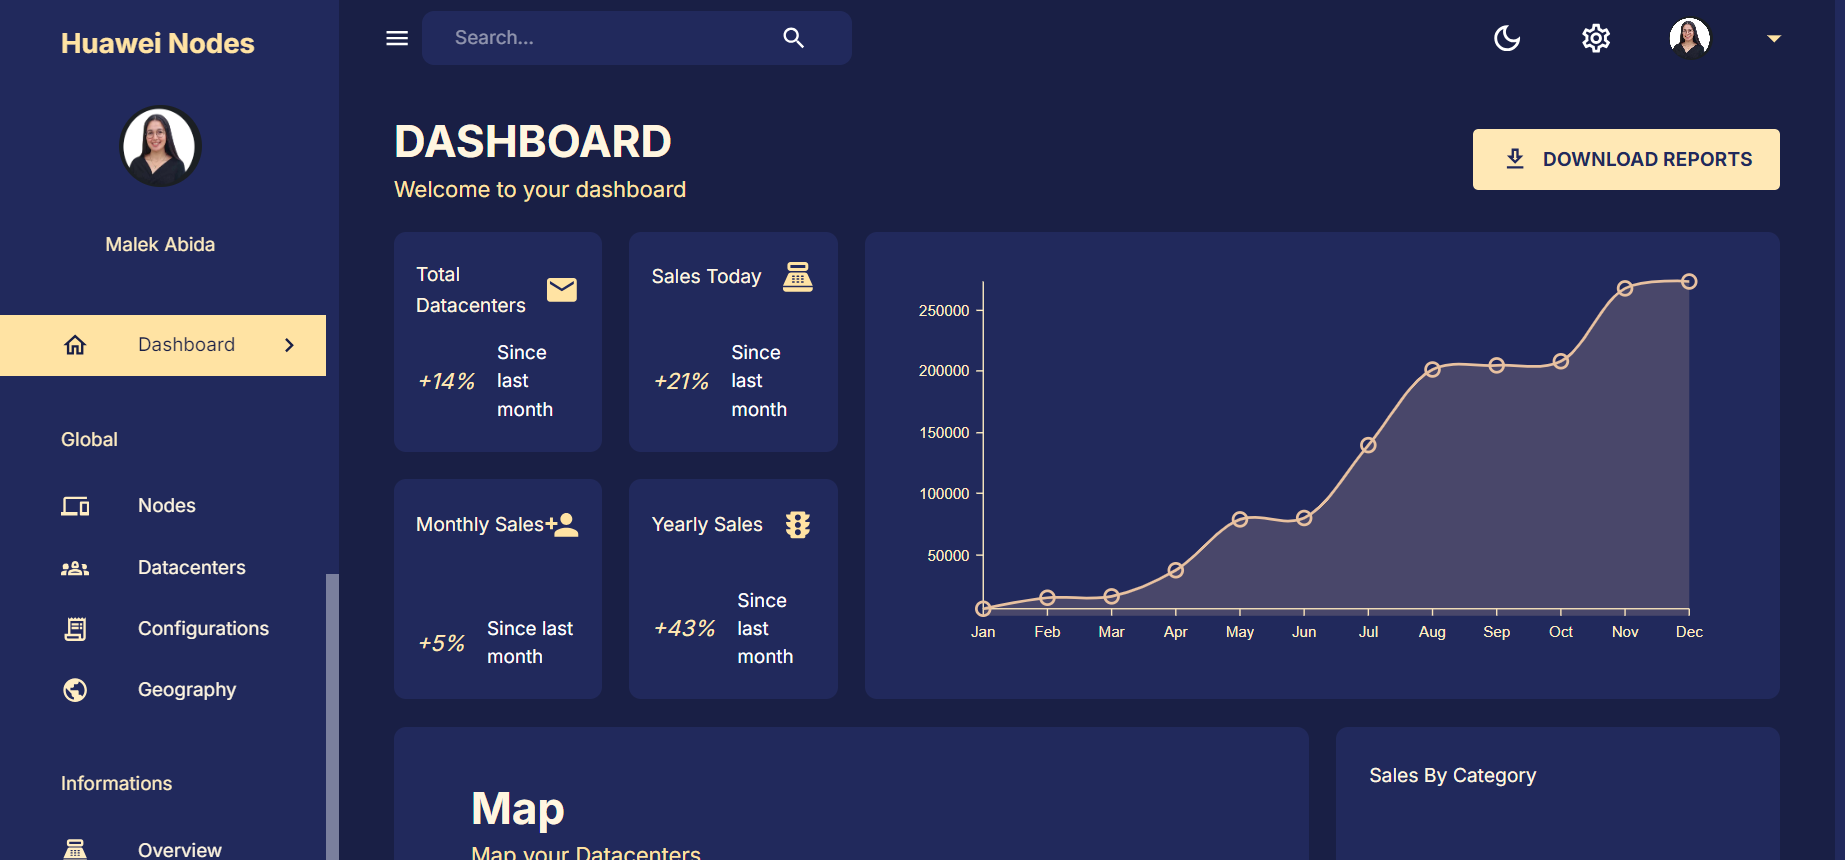 Huawei Nodes
Malek Abida
Dashboard
Global
Nodes
Datacenters
Configurations
Geography
Informations
Overview
Search...
DASHBOARD
Welcome to your dashboard
DOWNLOAD REPORTS
Total
Datacenters
+14%
Since
last
month
Sales Today
+21%
Since
last
month
Monthly Sales
+5%
Since last
month
Yearly Sales
+43%
Since
last
month
250000
200000
150000
100000
50000
Jan Feb Mar Apr May Jun Jul Aug Sep Oct Nov Dec
Map
Map your Datacenters
Sales By Category